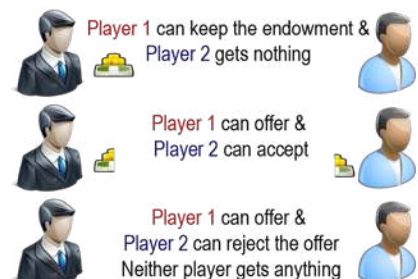 Player 1 can keep the endowment &
Player 2 gets nothing
Player 1 can offer &
Player 2 can accept
Player 1 can offer &
Player 2 can reject the offer
Neither player gets anything